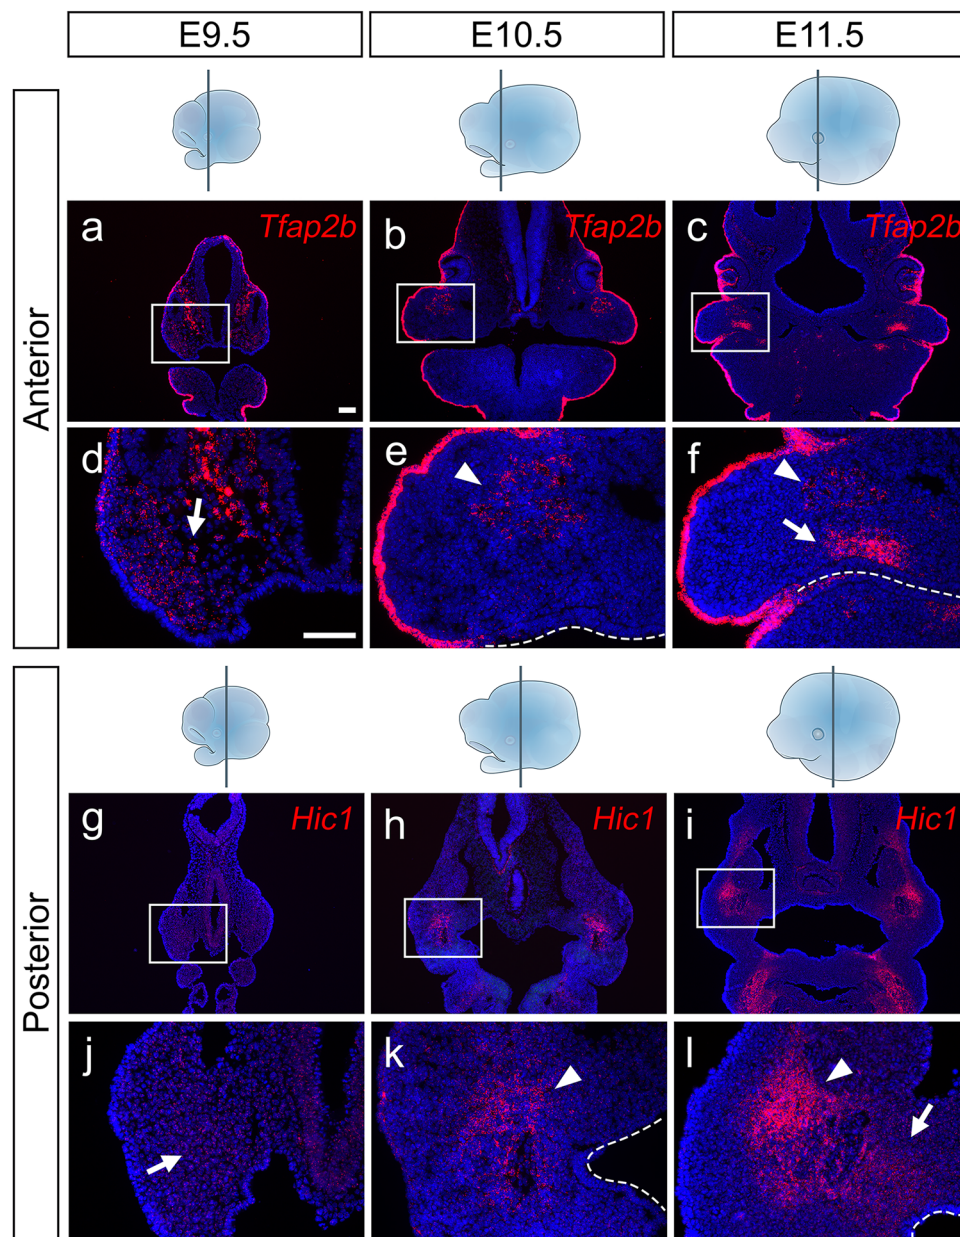 E9.5 E10.5 E11.5
Anterior
a Tfap2b b Tfap2b c Tfap2b
d e f
Posterior
g Hic1 h Hic1 i Hic1
j k l